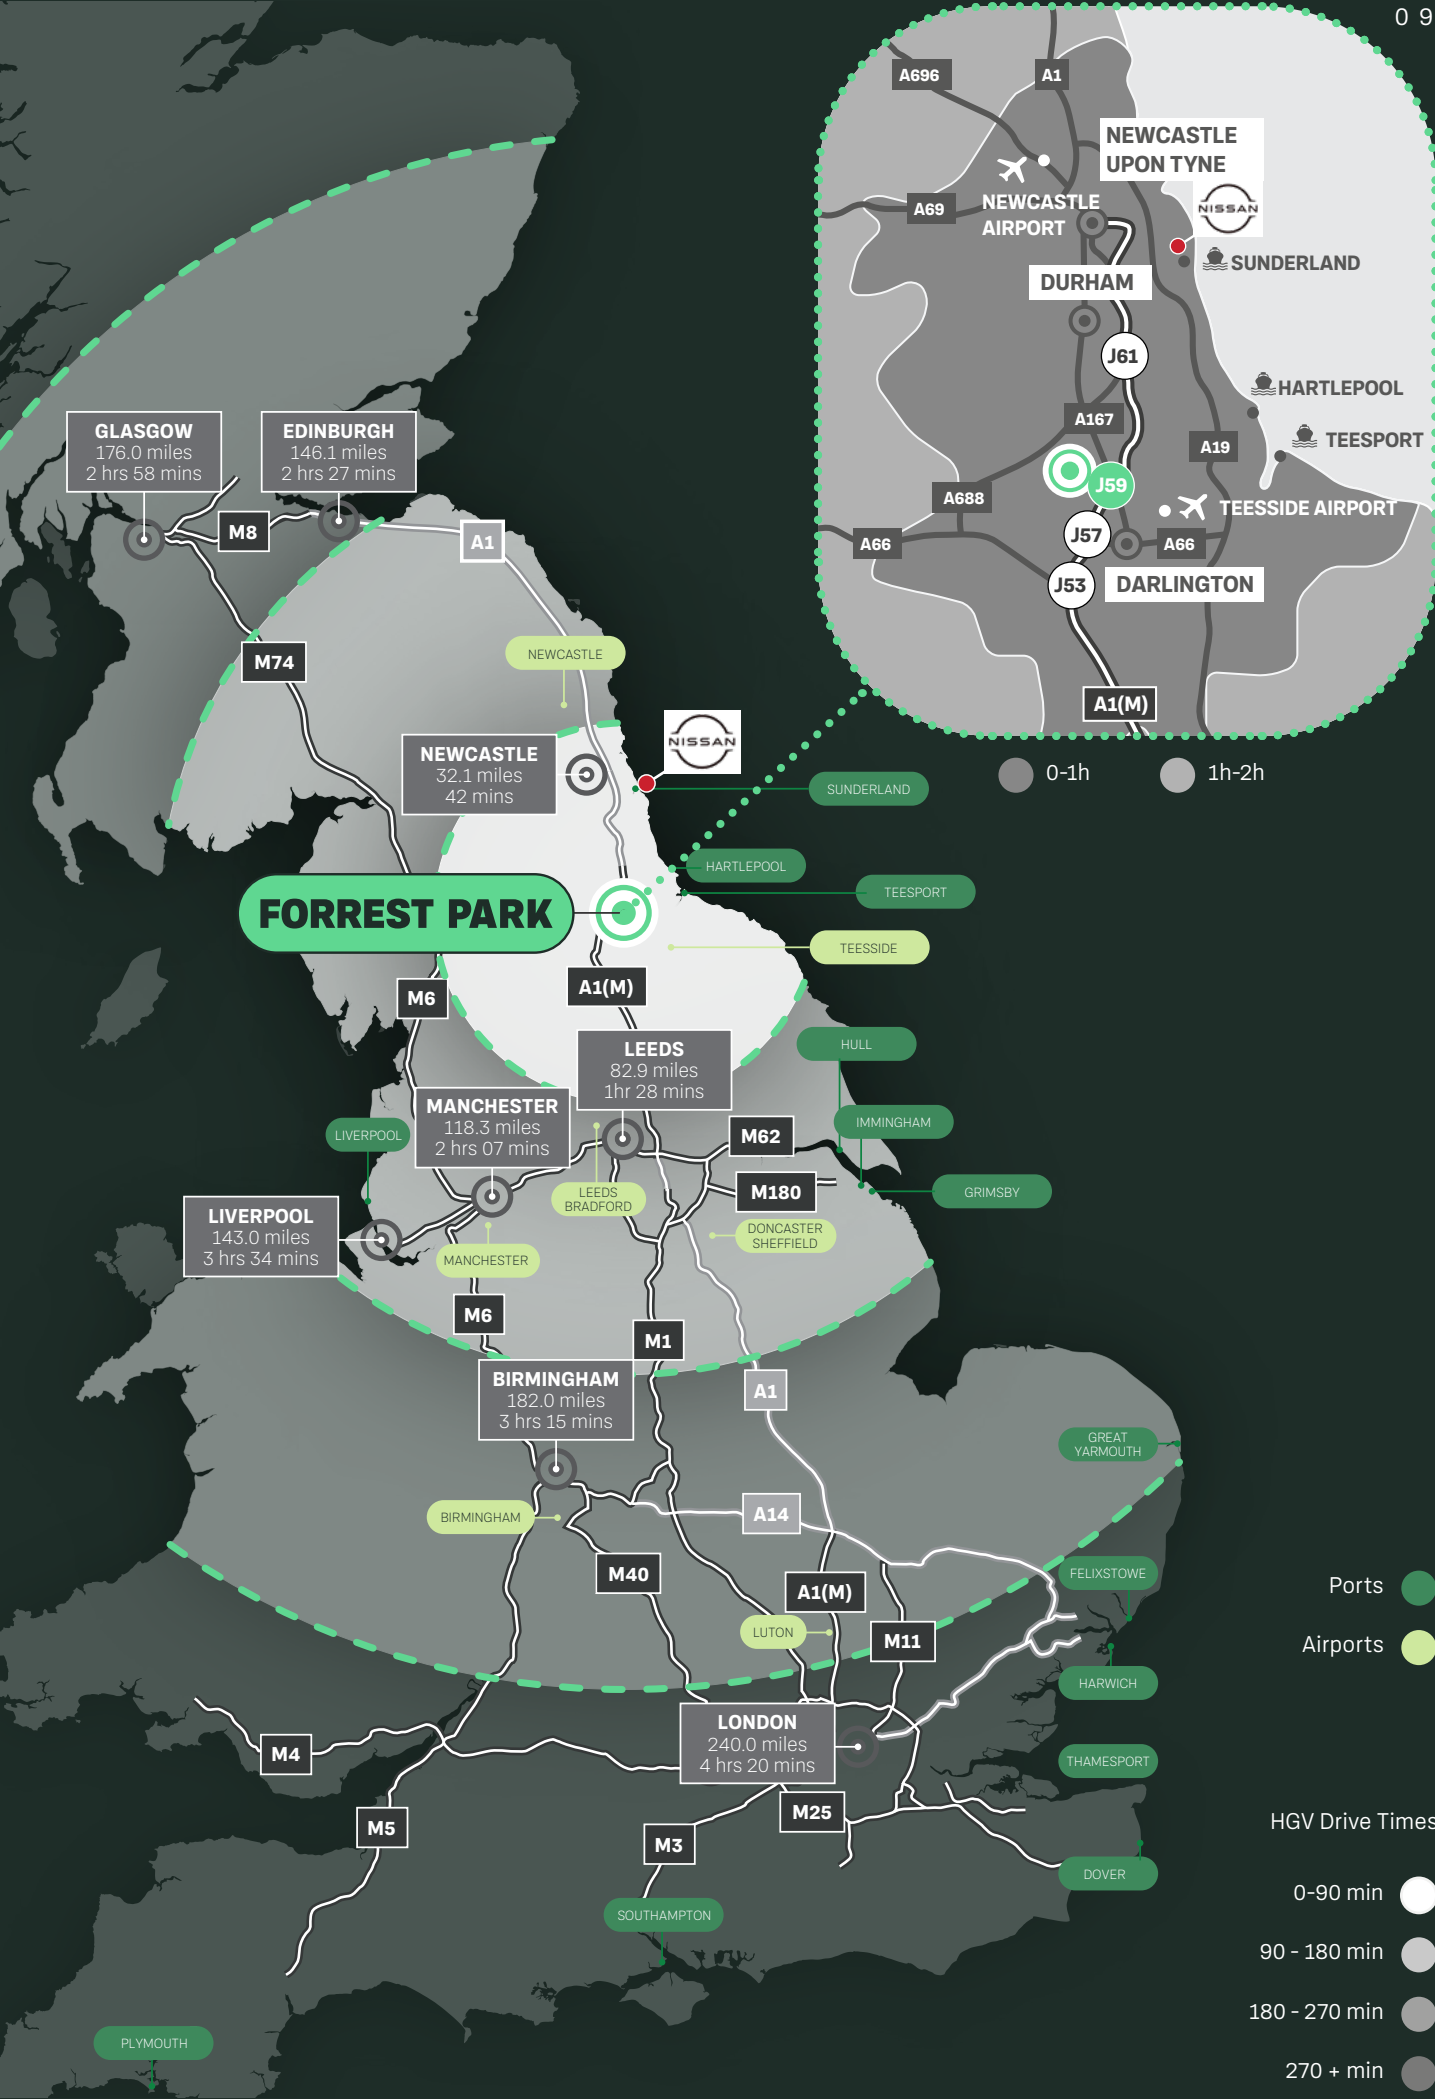 09
A696
A1
NEWCASTLE
UPON TYNE
NISSAN
A69
NEWCASTLE
AIRPORT
SUNDERLAND
DURHAM
J61
HARTLEPOOL
A167
TEESPORT
A19
J59
A688
TEESSIDE AIRPORT
J57
A66
A66
J53
DARLINGTON
A1(M)
0-1h
1h-2h
GLASGOW
176.0 miles
2 hrs 58 mins
EDINBURGH
146.1 miles
2 hrs 27 mins
M8
A1
M74
NEWCASTLE
NISSAN
NEWCASTLE
32.1 miles
42 mins
SUNDERLAND
HARTLEPOOL
TEESPORT
FORREST PARK
TEESSIDE
M6
A1(M)
HULL
LEEDS
82.9 miles
1hr 28 mins
MANCHESTER
118.3 miles
2 hrs 07 mins
IMMINGHAM
LIVERPOOL
M62
M180
GRIMSBY
LEEDS
BRADFORD
LIVERPOOL
143.0 miles
3 hrs 34 mins
DONCASTER
SHEFFIELD
MANCHESTER
M6
M1
BIRMINGHAM
182.0 miles
3 hrs 15 mins
A1
GREAT
YARMOUTH
A14
BIRMINGHAM
M40
FELIXSTOWE
Ports
A1(M)
LUTON
M11
Airports
HARWICH
LONDON
240.0 miles
4 hrs 20 mins
M4
THAMESPORT
M25
M5
M3
HGV Drive Times
DOVER
0-90 min
SOUTHAMPTON
90 - 180 min
180 - 270 min
PLYMOUTH
270 + min